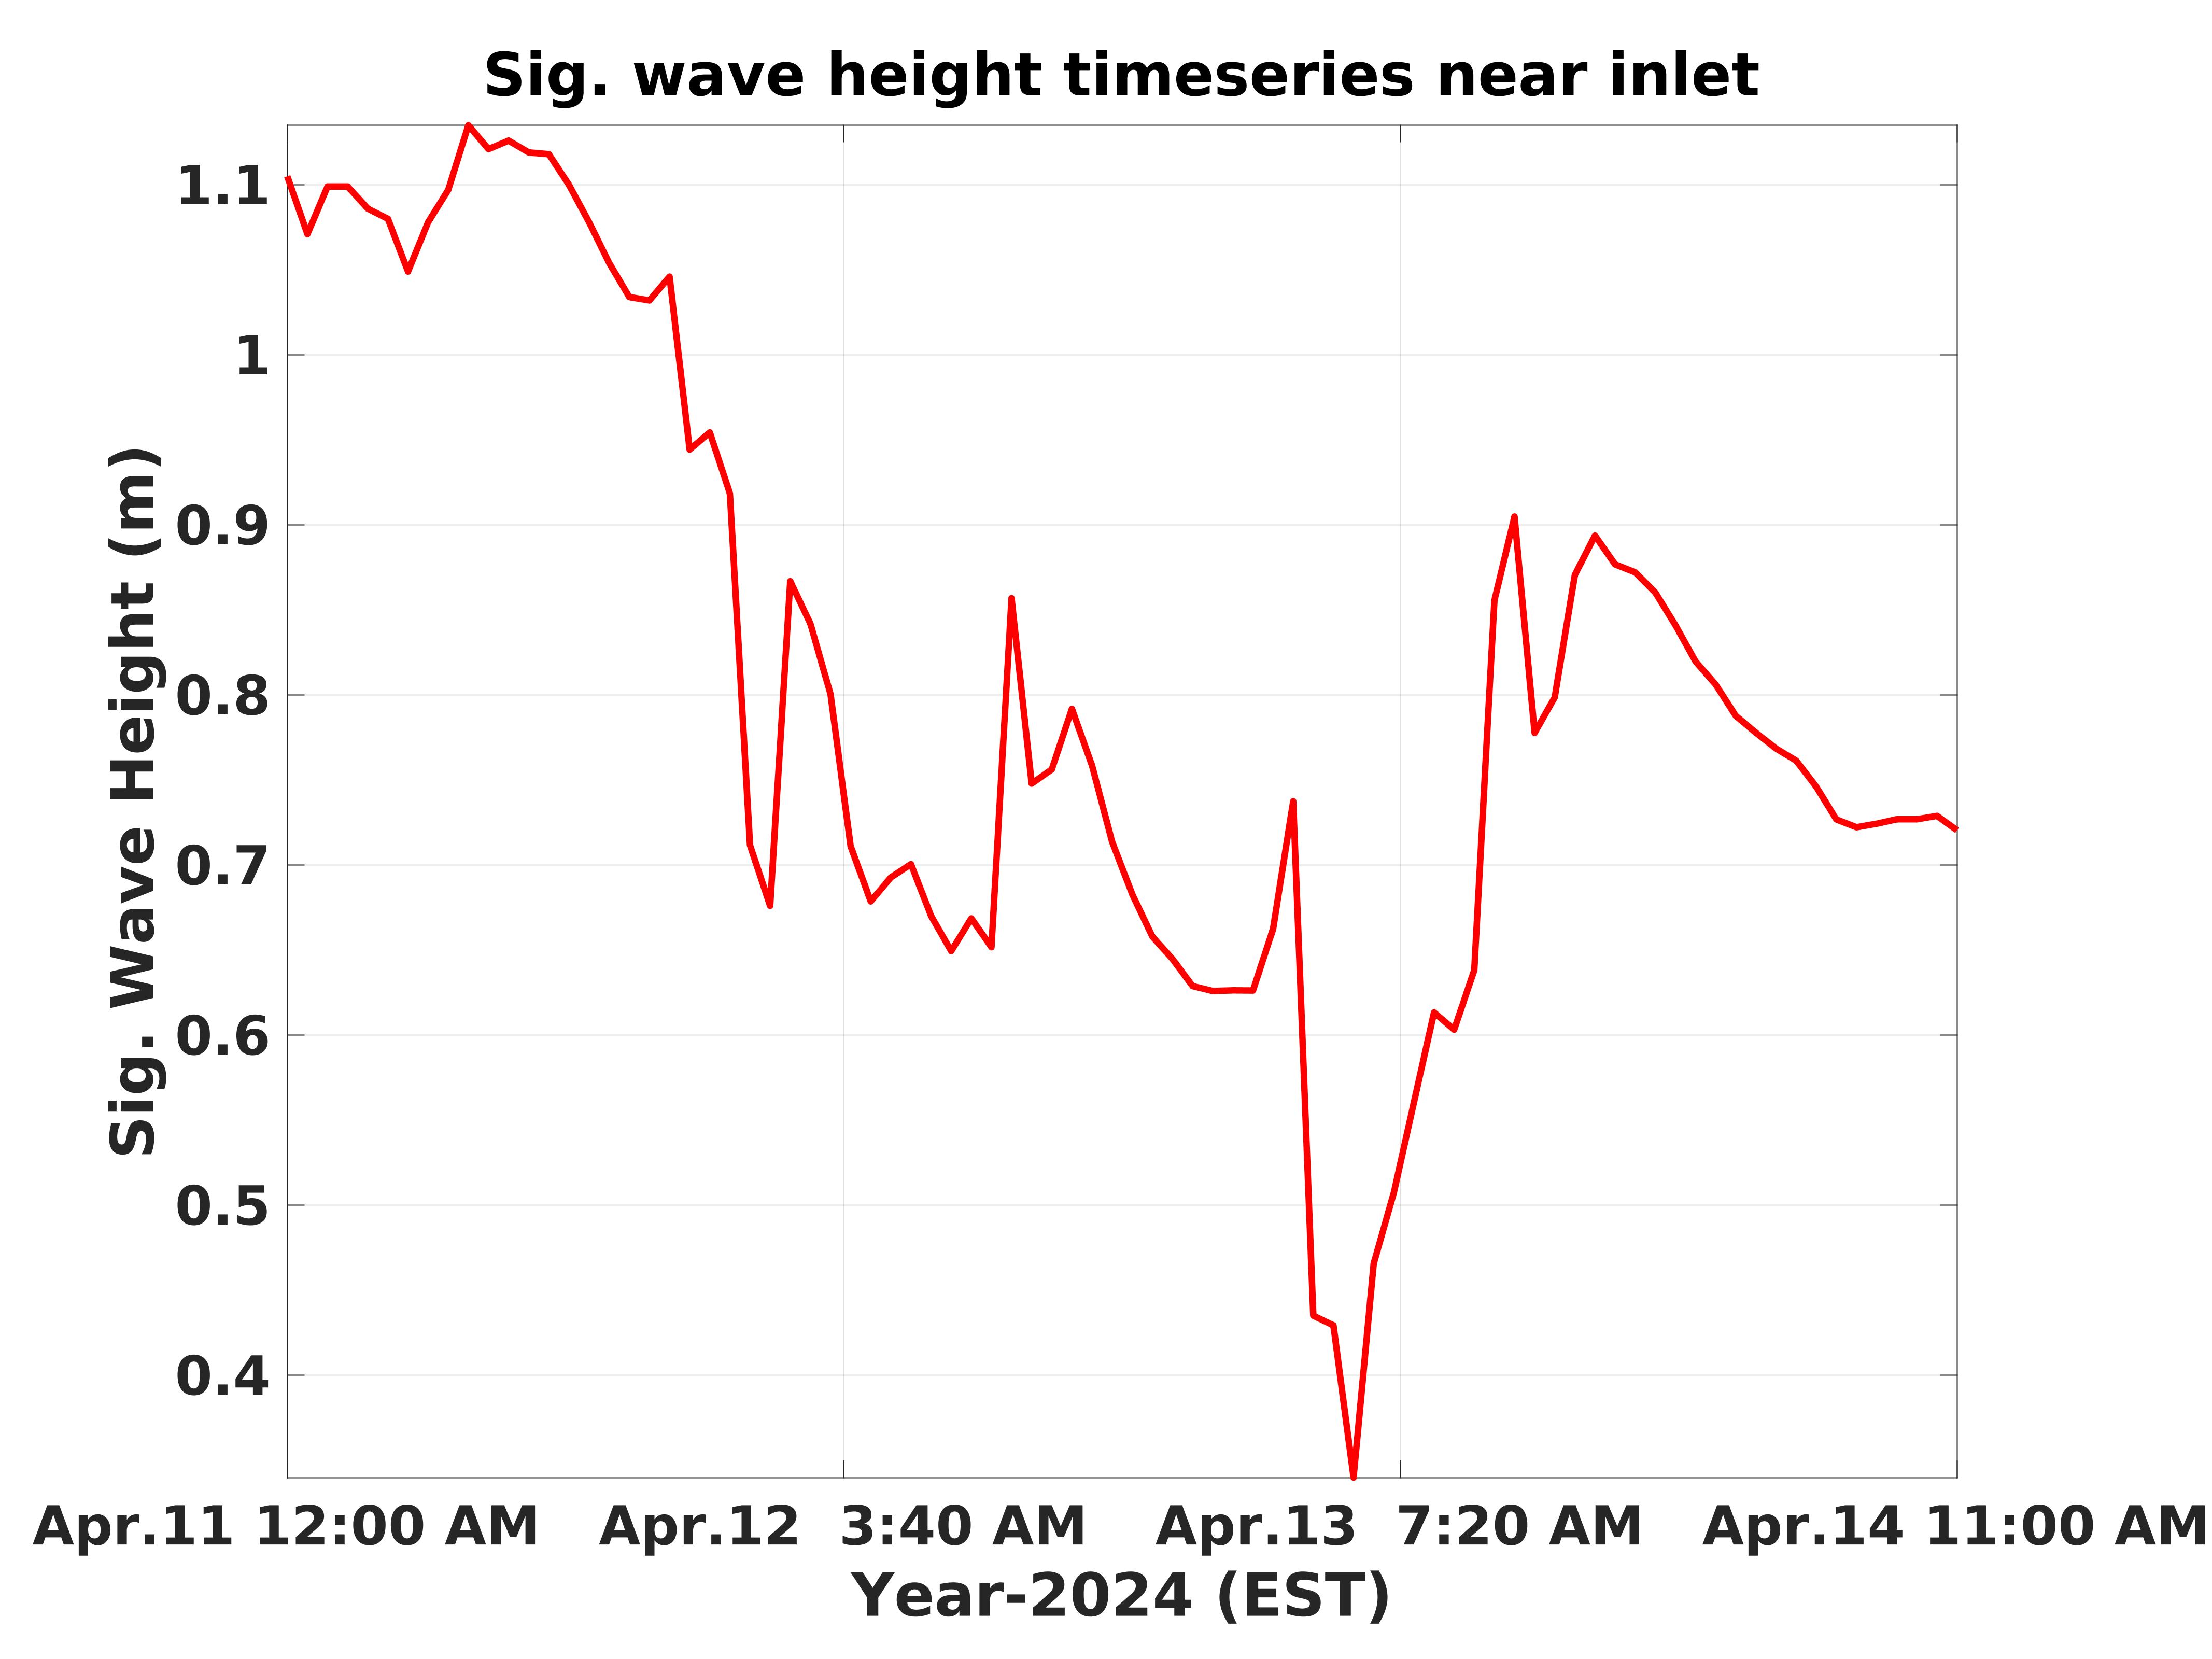 Sig. wave height timeseries near inlet
Sig. Wave Height (m)
1.1
1
0.9
0.8
0.7
0.6
0.5
0.4
Apr.11 12:00 AM Apr.12 3:40 AM Apr.13 7:20 AM Apr.14 11:00 AM
Year-2024 (EST)